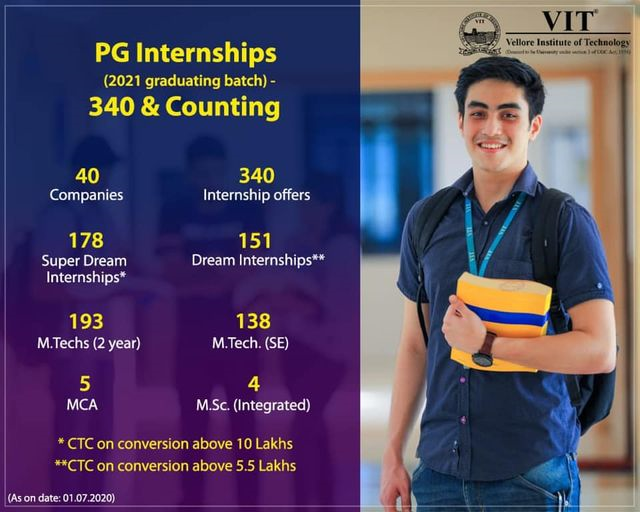 VIT®
Vellore Institute of Technology
(Deemed to be University under section 3 of UGC Act, 1956)
PG Internships
(2021 graduating batch) -
340 & Counting
40
Companies
340
Internship offers
178
Super Dream
Internships*
151
Dream Internships**
193
M.Techs (2 year)
138
M.Tech. (SE)
5
MCA
4
M.Sc. (Integrated)
* CTC on conversion above 10 Lakhs
**CTC on conversion above 5.5 Lakhs
(As on date: 01.07.2020)